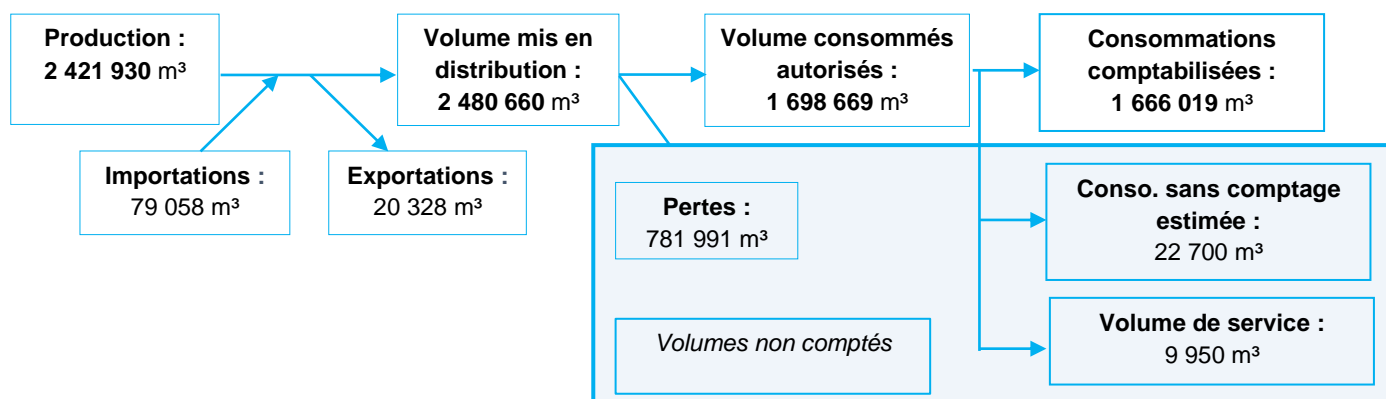 Production :
2 421 930 m³
Volume mis en
distribution :
2 480 660 m³
Volume consommés
autorisés :
1 698 669 m³
Consommations
comptabilisées :
1 666 019 m³
Importations :
79 058 m³
Exportations :
20 328 m³
Pertes :
781 991 m³
Conso. sans comptage
estimée :
22 700 m³
Volumes non comptés
Volume de service :
9 950 m³